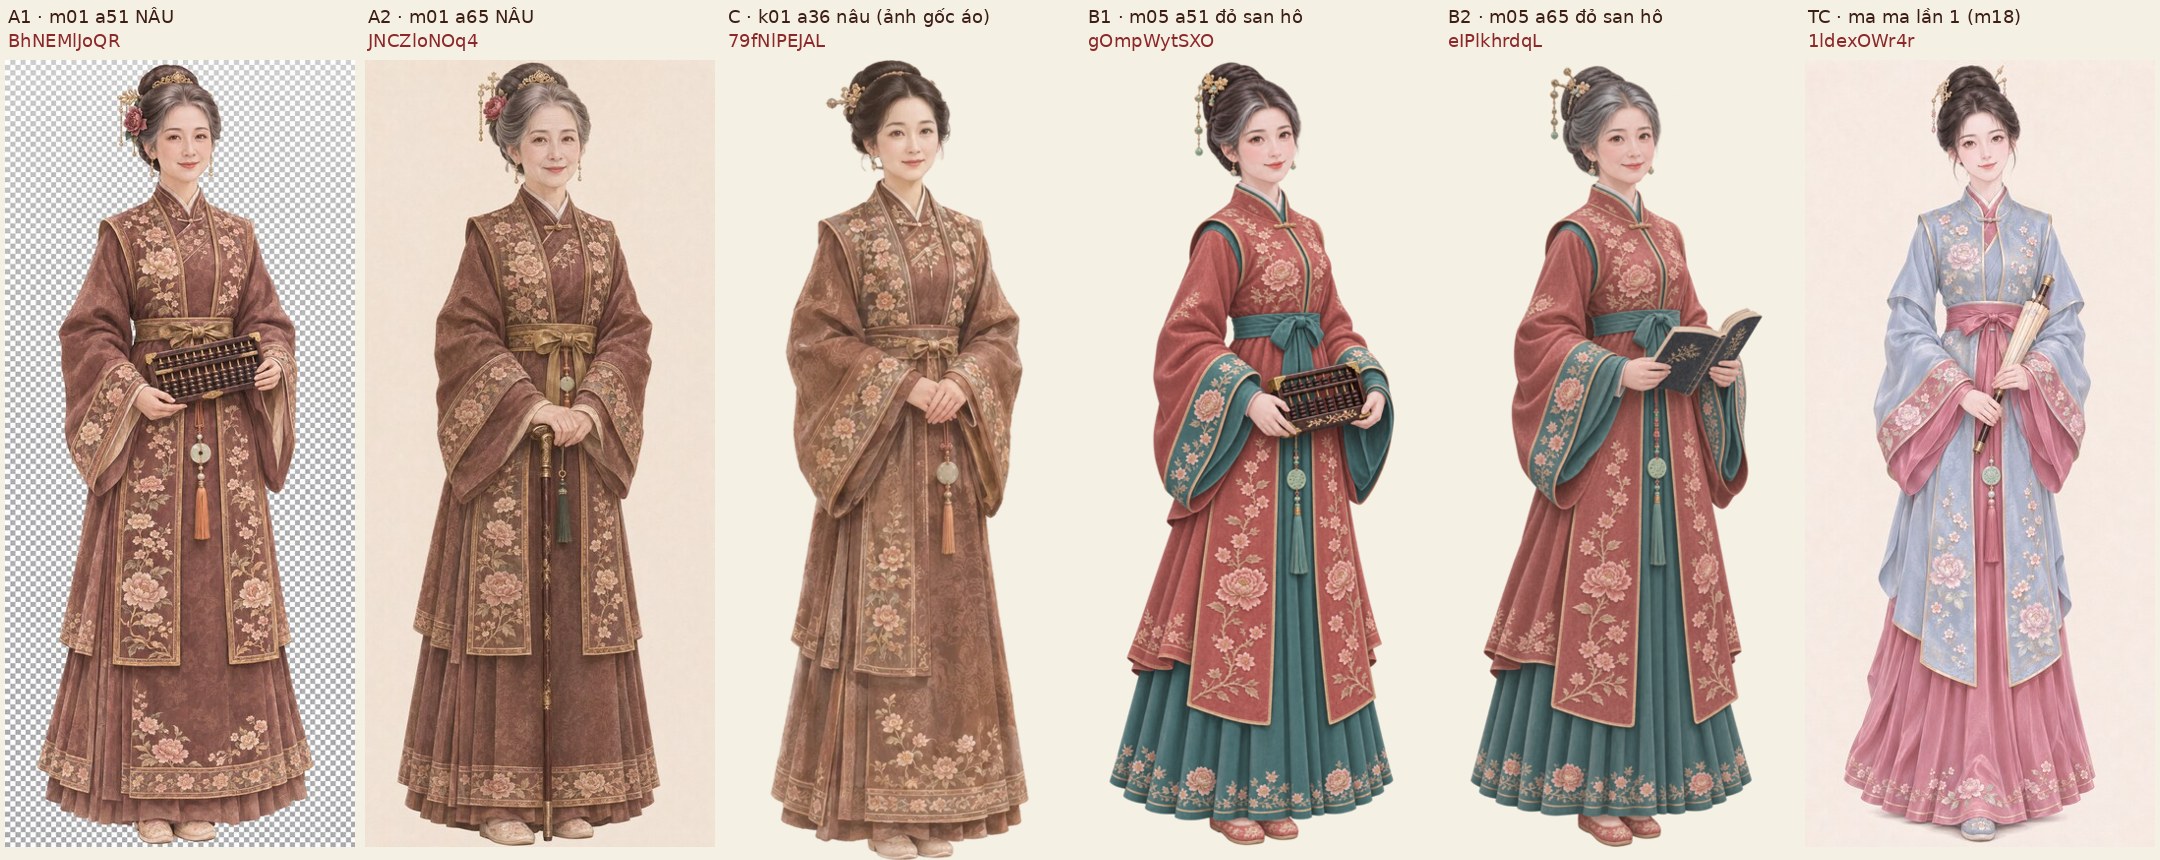 A1 · m01 a51 NÂU
BhNEMlJoQR
A2 · m01 a65 NÂU
JNCZloNOq4
C · k01 a36 nâu (ảnh gốc áo)
79fNlPEJAL
B1 · m05 a51 đỏ san hô
gOmpWytSXO
B2 · m05 a65 đỏ san hô
eIPlkhrdqL
TC · ma ma lần 1 (m18)
1ldexOWr4r